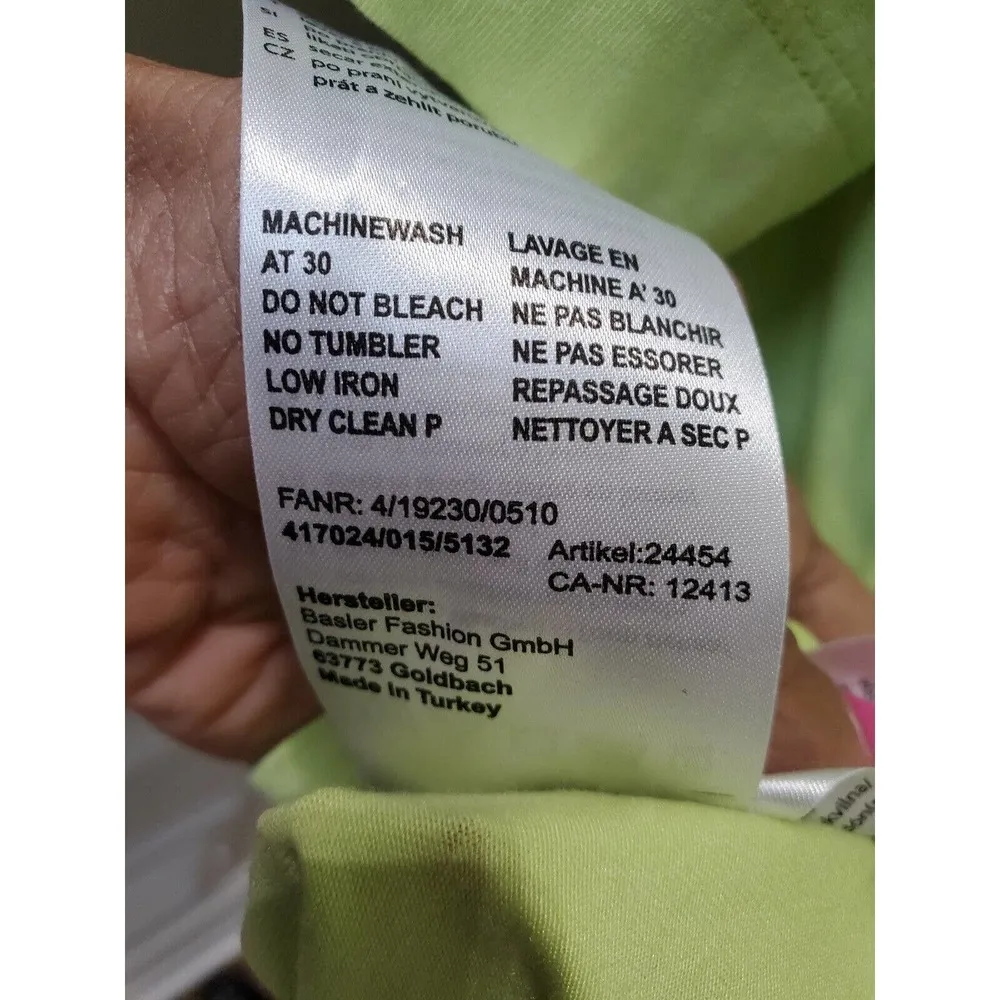 SI
ES
CZ
po praní
prát a zehlit
MACHINEWASH
AT 30
DO NOT BLEACH
NO TUMBLER
LOW IRON
DRY CLEAN P
LAVAGE EN
MACHINE A' 30
NE PAS BLANCHIR
NE PAS ESSORER
REPASSAGE DOUX
NETTOYER A SEC P
FANR: 4/19230/0510
417024/015/5132
Artikel:24454
CA-NR: 12413
Hersteller:
Basler Fashion GmbH
Dammer Weg 51
63773 Goldbach
Made in Turkey